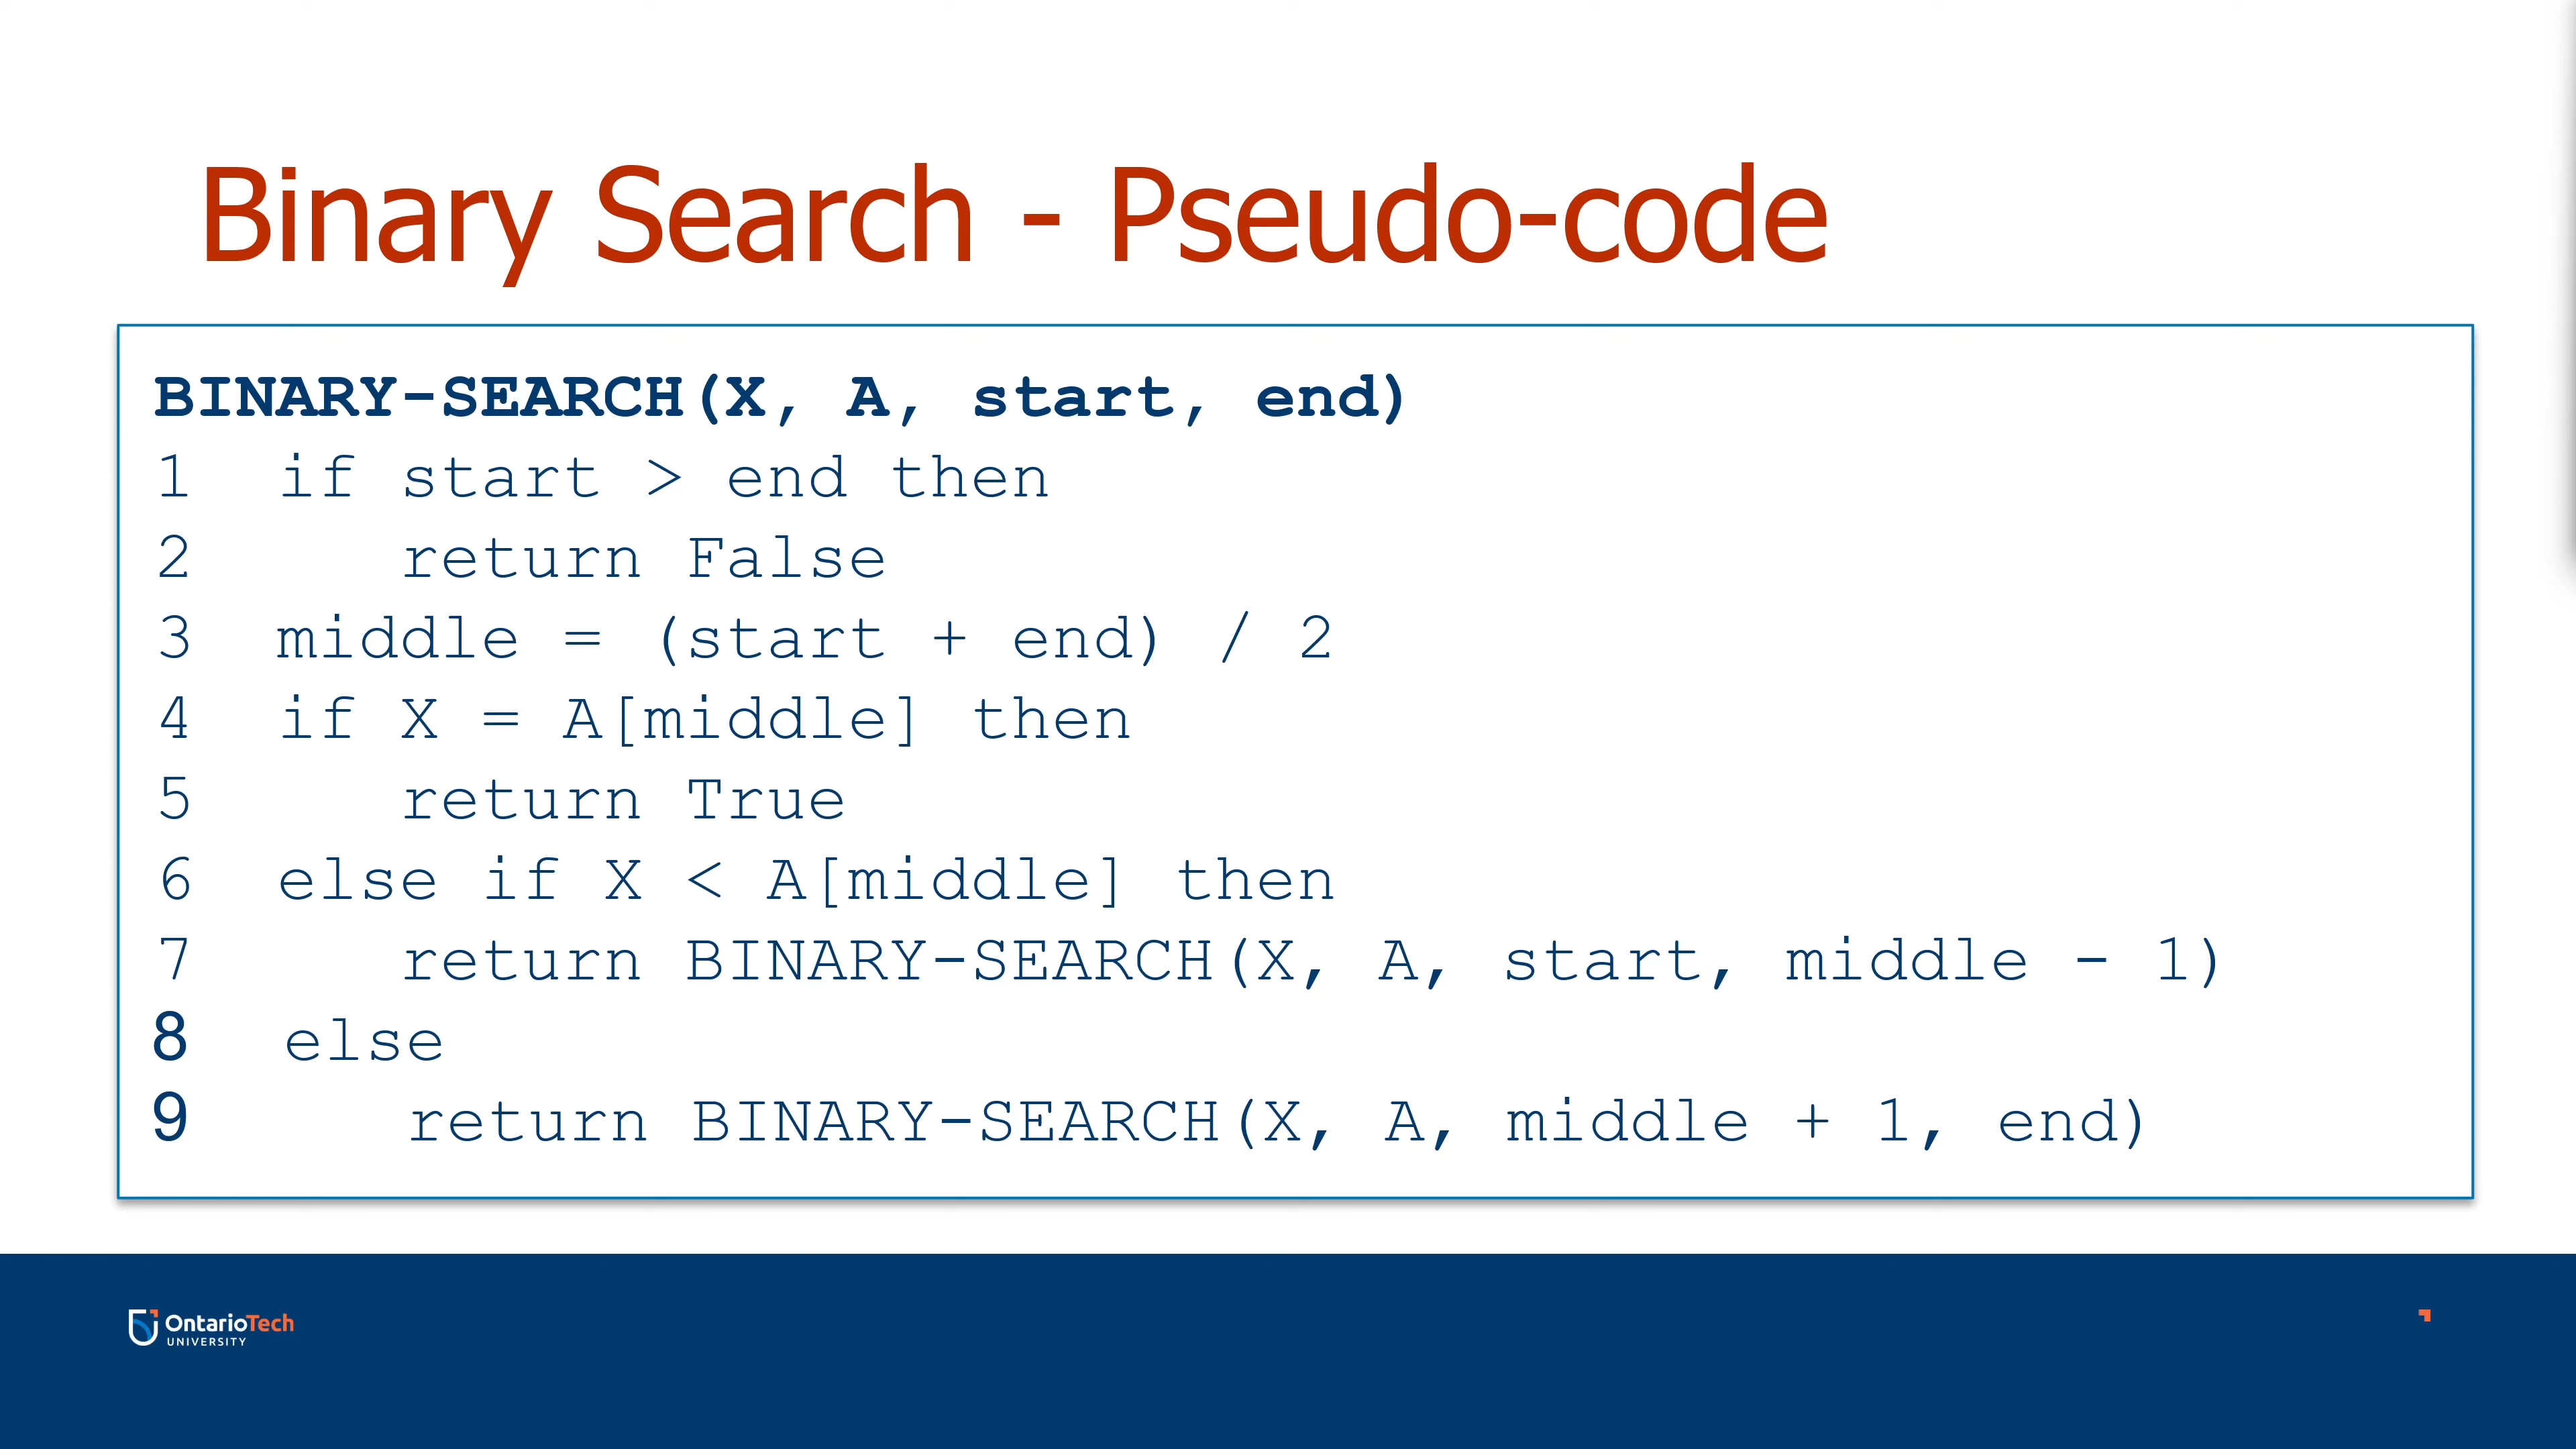 Binary Search - Pseudo-code
BINARY-SEARCH(X, A, start, end)
1 if start > end then
2 return False
3 middle = (start + end) / 2
4 if X = A[middle] then
5 return True
6 else if X < A[middle] then
7 return BINARY-SEARCH(X, A, start, middle - 1)
8 else
9 return BINARY-SEARCH(X, A, middle + 1, end)
OntarioTech
UNIVERSITY